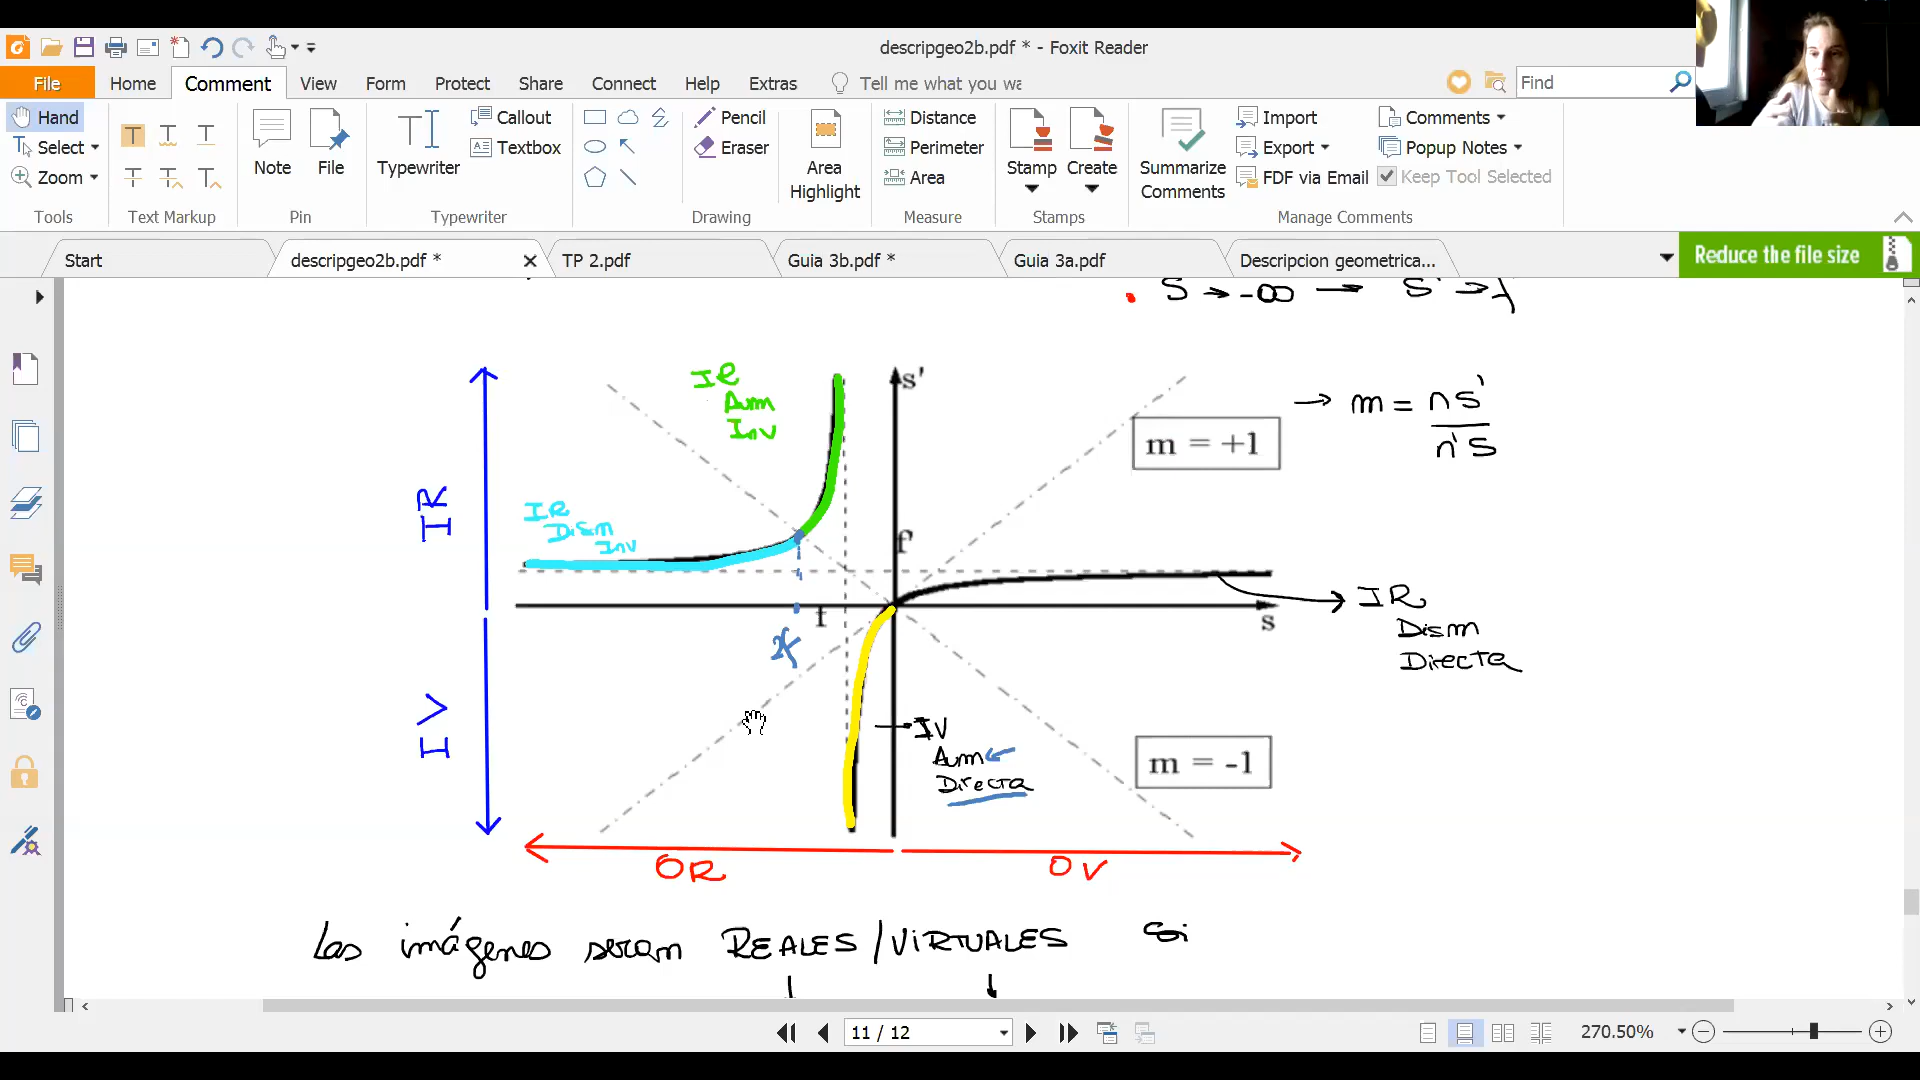 descripgeo2b.pdf * - Foxit Reader
File Home Comment View Form Protect Share Connect Help Extras Tell me what you wa Find
Hand
Select
Zoom
Tools
Text Markup
Note
File
Pin
Typewriter
Callout
Textbox
Typewriter
Pencil
Eraser
Area Highlight
Drawing
Distance
Perimeter
Area
Measure
Stamp
Create
Stamps
Summarize Comments
Import
Export
FDF via Email
Comments
Popup Notes
Keep Tool Selected
Manage Comments
Start
descripgeo2b.pdf *
TP 2.pdf
Guia 3b.pdf *
Guia 3a.pdf
Descripcion geometrica...
Reduce the file size
S → -∞ → S' → f'
IR
Aum
Inv
s'
m = +1
→ m = ns'
n's
IR
IR
Dism
Inv
f'
f
s
2f
IR
Dism
Directa
IV
IV
Aum
Directa
m = -1
OR
OV
Las imágenes seran REALES/VIRTUALES si
11 / 12
270.50%